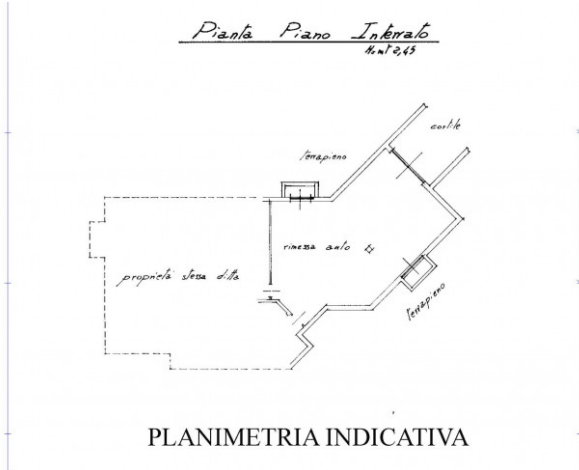 Pianta Piano Interrato
H. mt 2,45
cortile
terrapieno
rimessa auto
proprietà stessa ditta
terrapieno
PLANIMETRIA INDICATIVA